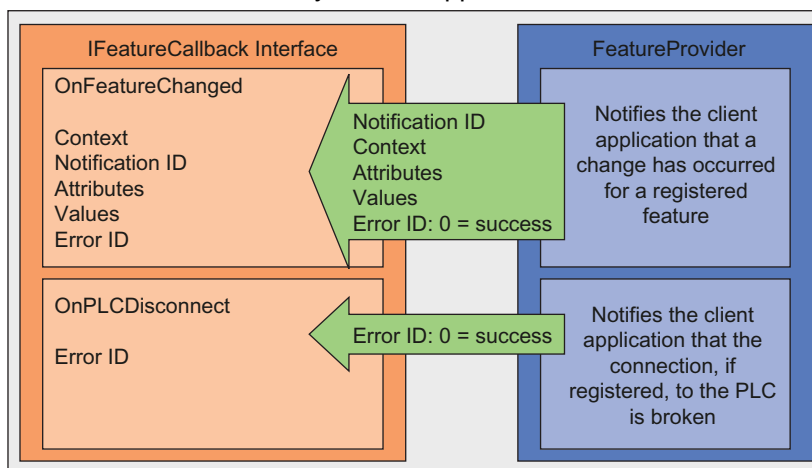 IFeatureCallback Interface
OnFeatureChanged
Context
Notification ID
Attributes
Values
Error ID
Notification ID
Context
Attributes
Values
Error ID: 0 = success
FeatureProvider
Notifies the client
application that a
change has occurred
for a registered
feature
OnPLCDisconnect
Error ID
Error ID: 0 = success
Notifies the client
application that the
connection, if
registered, to the PLC
is broken